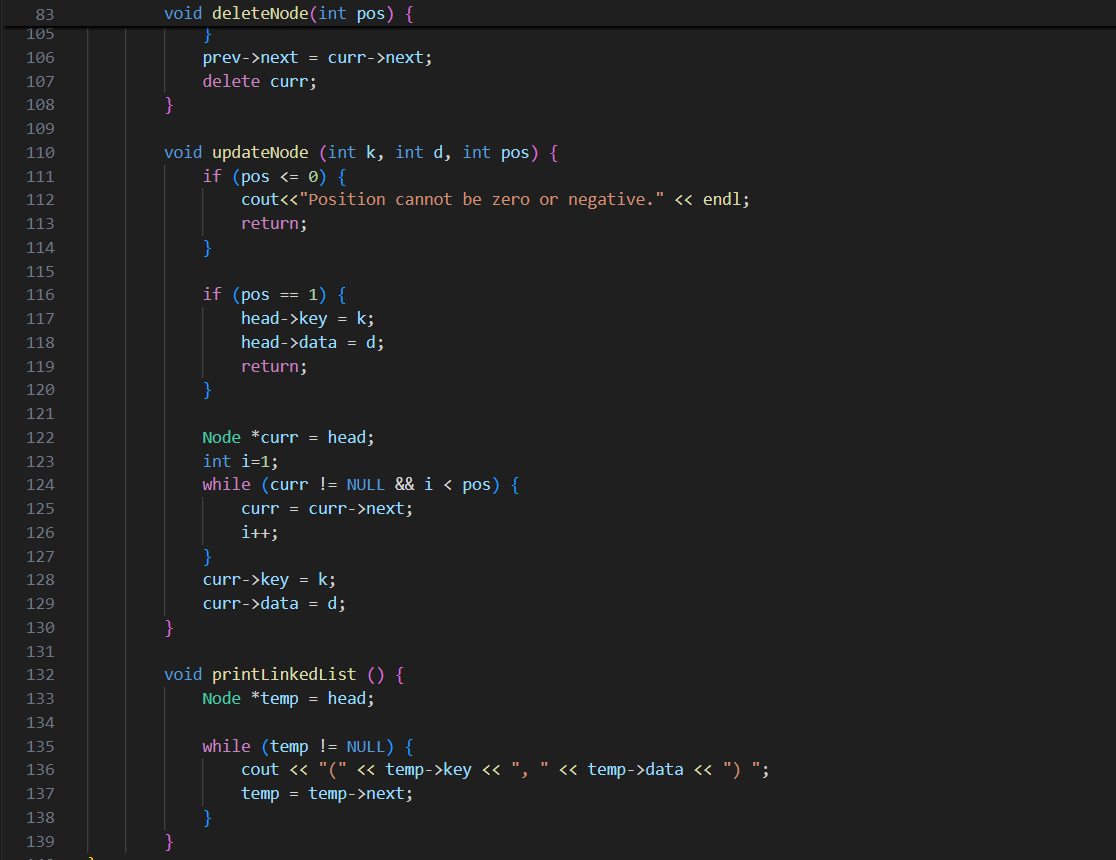 83 void deleteNode(int pos) {
105 }
106 prev->next = curr->next;
107 delete curr;
108 }
109
110 void updateNode (int k, int d, int pos) {
111 if (pos <= 0) {
112 cout<<"Position cannot be zero or negative." << endl;
113 return;
114 }
115
116 if (pos == 1) {
117 head->key = k;
118 head->data = d;
119 return;
120 }
121
122 Node *curr = head;
123 int i=1;
124 while (curr != NULL && i < pos) {
125 curr = curr->next;
126 i++;
127 }
128 curr->key = k;
129 curr->data = d;
130 }
131
132 void printLinkedList () {
133 Node *temp = head;
134
135 while (temp != NULL) {
136 cout << "(" << temp->key << ", " << temp->data << ") ";
137 temp = temp->next;
138 }
139 }